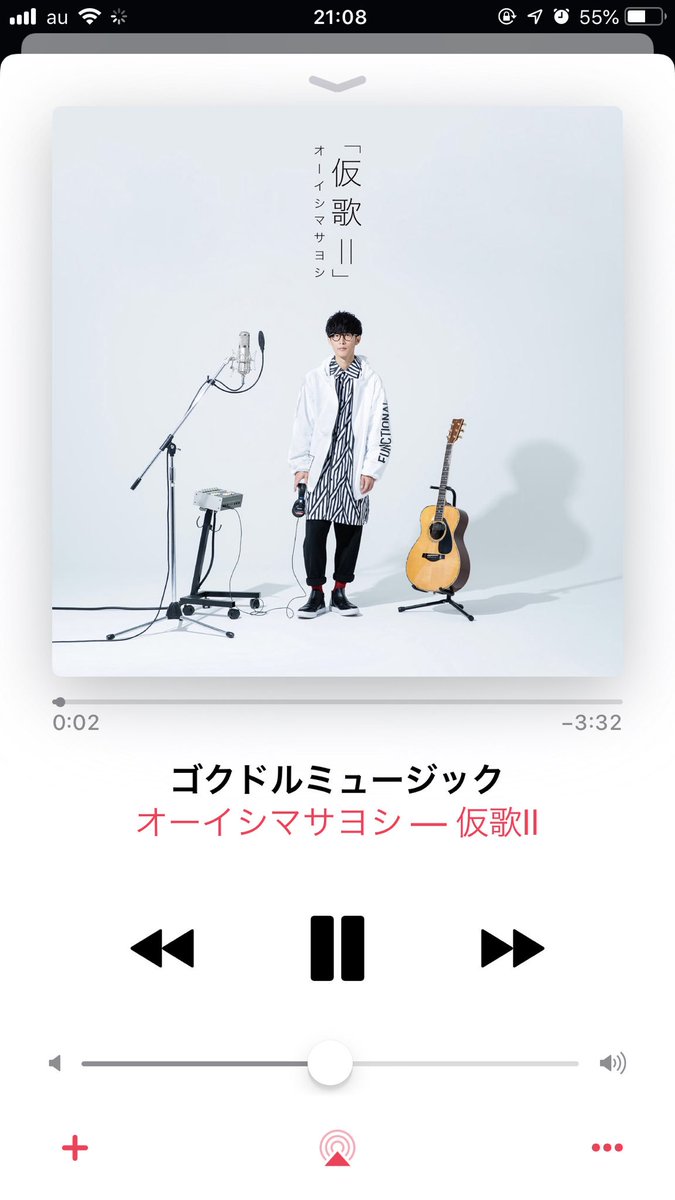 au 21:08 55%
「仮歌II」
オーイシマサヨシ
FUNCTIONAL
0:02 −3:32
ゴクドルミュージック
オーイシマサヨシ — 仮歌II